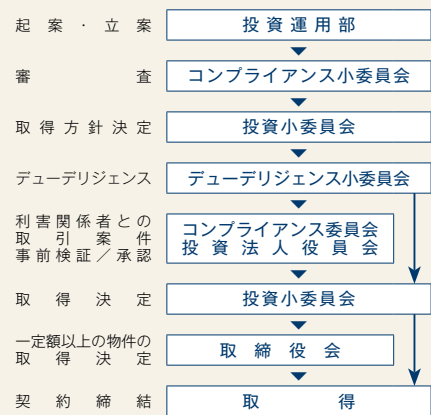 起案・立案
投資運用部
審査
コンプライアンス小委員会
取得方針決定
投資小委員会
デューデリジェンス
デューデリジェンス小委員会
利害関係者との
取引案件
事前検証／承認
コンプライアンス委員会
投資法人役員会
取得決定
投資小委員会
一定額以上の物件の
取得決定
取締役会
契約締結
取得